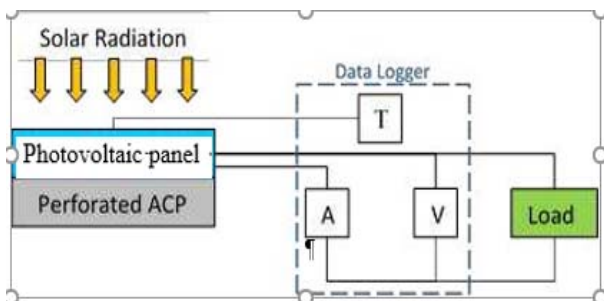 Solar Radiation
Data Logger
T
Photovoltaic panel
Perforated ACP
A
V
Load
¶